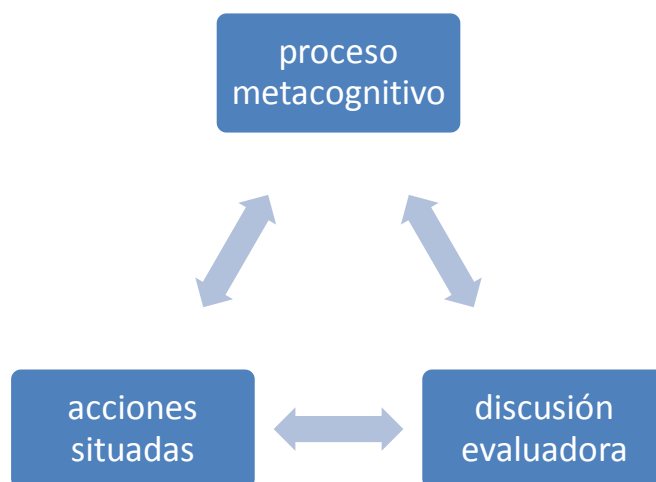 proceso
metacognitivo
acciones
situadas
discusión
evaluadora